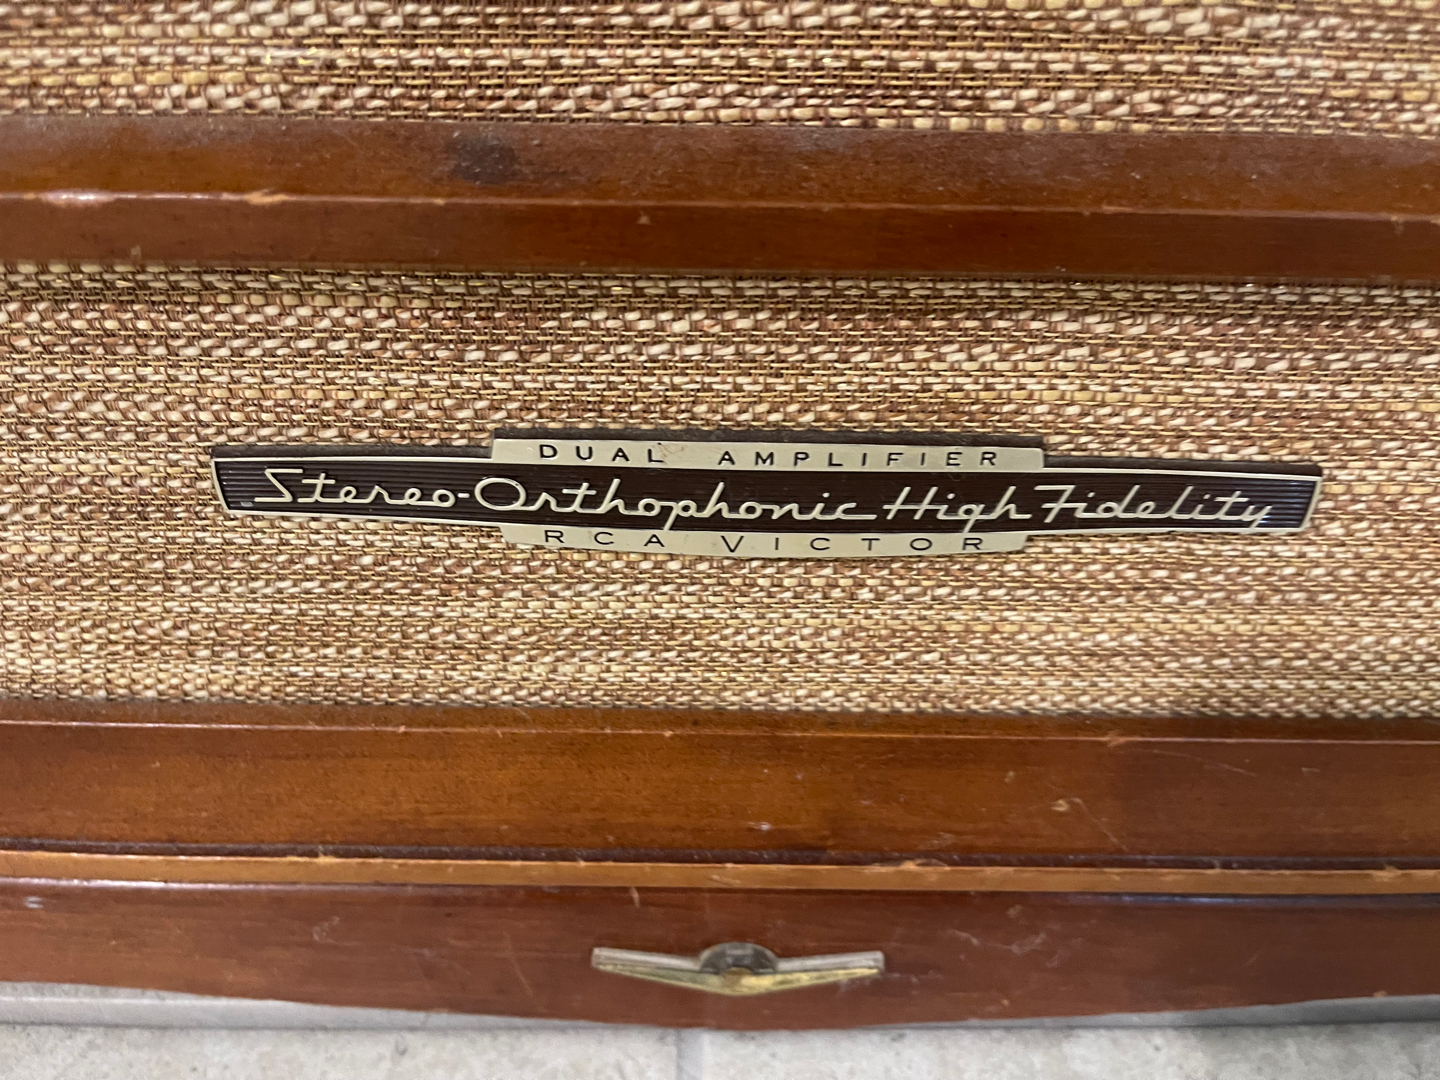 DUAL AMPLIFIER
Stereo-Orthophonic High Fidelity
RCA VICTOR